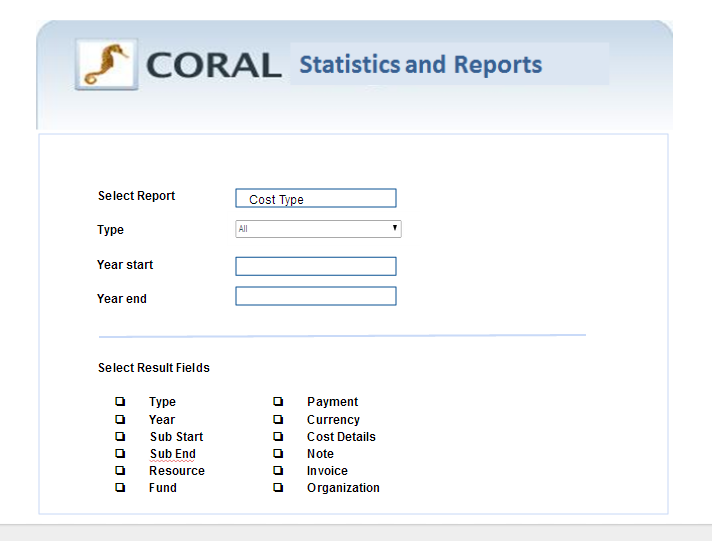 CORAL Statistics and Reports
Select Report Cost Type
Type All
Year start
Year end
Select Result Fields
Type Payment
Year Currency
Sub Start Cost Details
Sub End Note
Resource Invoice
Fund Organization